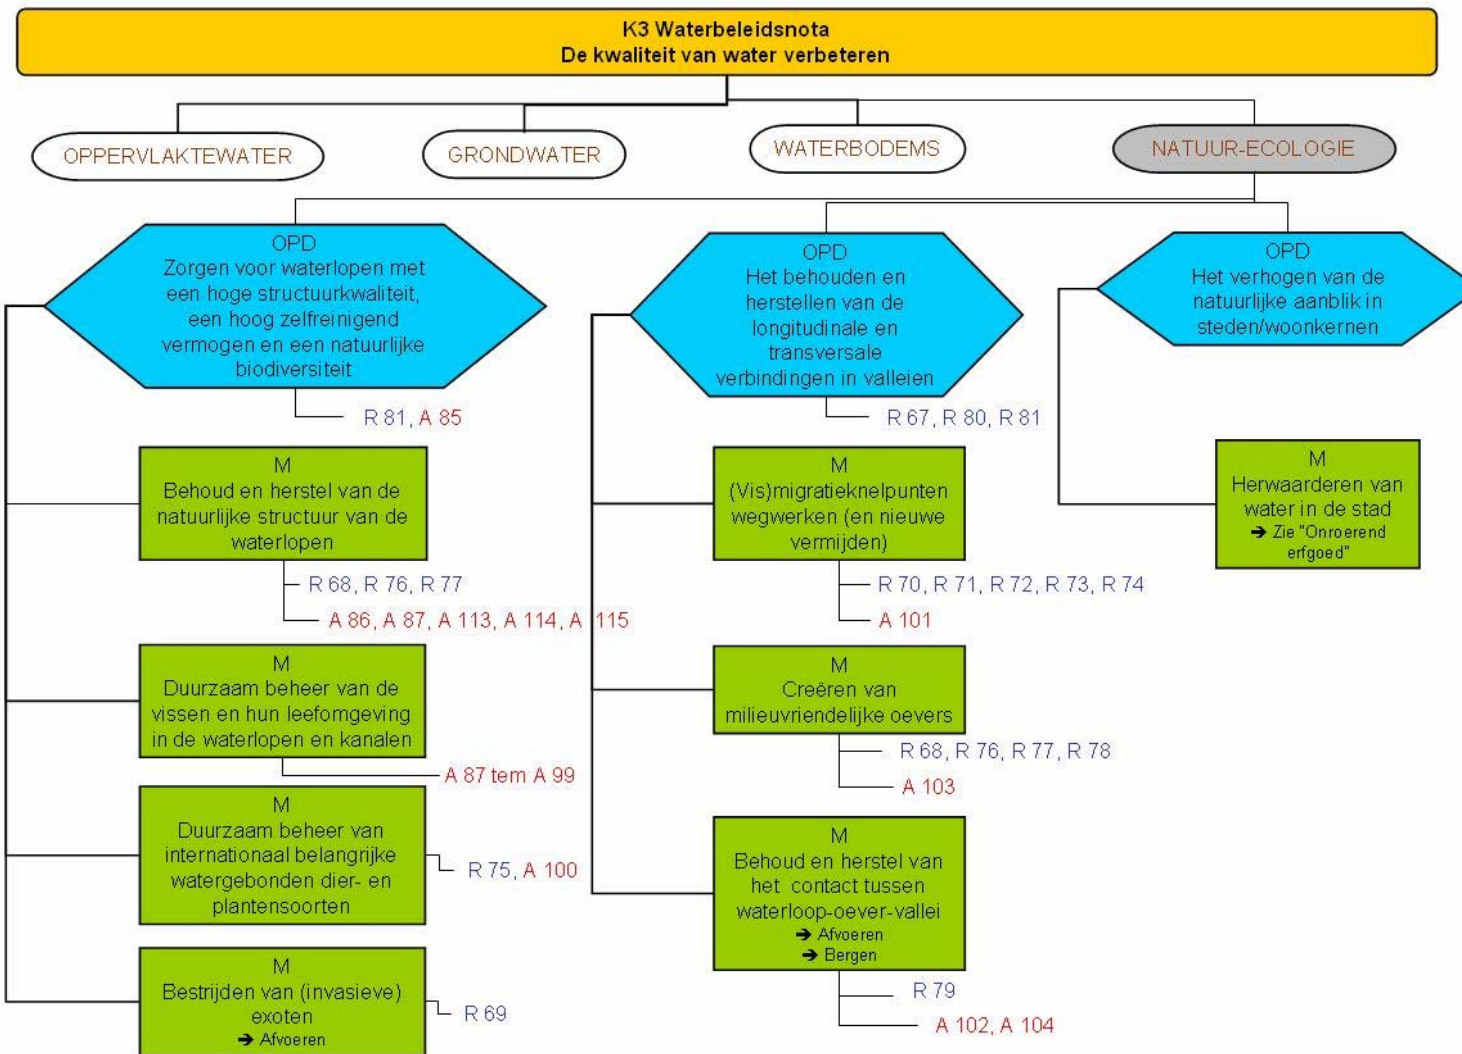 K3 Waterbeleidsnota
De kwaliteit van water verbeteren
OPPERVLAKTEWATER
GRONDWATER
WATERBODEMS
NATUUR-ECOLOGIE
OPD
Zorgen voor waterlopen met
een hoge structuurkwaliteit,
een hoog zelfreinigend
vermogen en een natuurlijke
biodiversiteit
R 81, A 85
M
Behoud en herstel van de
natuurlijke structuur van de
waterlopen
R 68, R 76, R 77
A 86, A 87, A 113, A 114, A 115
M
Duurzaam beheer van de
vissen en hun leefomgeving
in de waterlopen en kanalen
A 87 tem A 99
M
Duurzaam beheer van
internationaal belangrijke
watergebonden dier- en
plantensoorten
R 75, A 100
M
Bestrijden van (invasieve)
exoten
➔ Afvoeren
R 69
OPD
Het behouden en
herstellen van de
longitudinale en
transversale
verbindingen in valleien
R 67, R 80, R 81
M
(Vis)migratieknelpunten
wegwerken (en nieuwe
vermijden)
R 70, R 71, R 72, R 73, R 74
A 101
M
Creëren van
milieuvriendelijke oevers
R 68, R 76, R 77, R 78
A 103
M
Behoud en herstel van
het contact tussen
waterloop-oever-vallei
➔ Afvoeren
➔ Bergen
R 79
A 102, A 104
OPD
Het verhogen van de
natuurlijke aanblik in
steden/woonkernen
M
Herwaarderen van
water in de stad
➔ Zie "Onroerend
erfgoed"